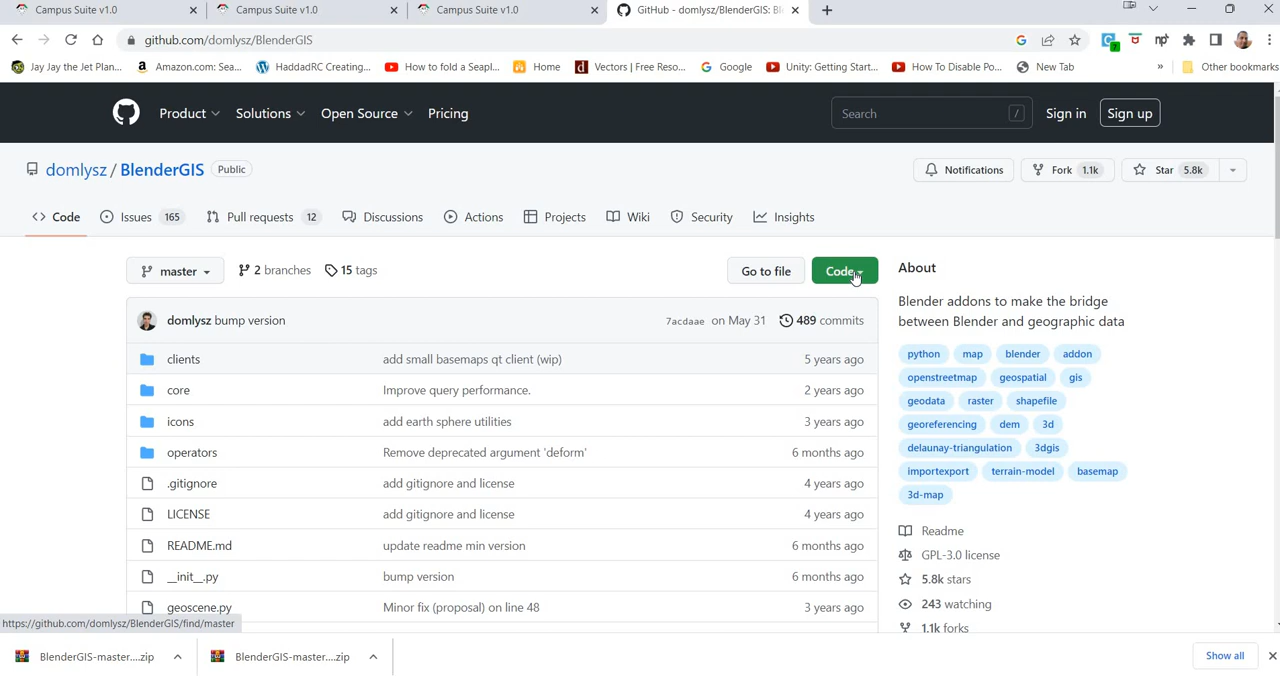 Campus Suite v1.0
Campus Suite v1.0
Campus Suite v1.0
GitHub - domlysz/BlenderGIS: Bl
github.com/domlysz/BlenderGIS
Jay Jay the Jet Plan...
Amazon.com: Sea...
HaddadRC Creating...
How to fold a Seapl...
Home
Vectors | Free Reso...
Google
Unity: Getting Start...
How To Disable Po...
New Tab
»
Other bookmarks
Product
Solutions
Open Source
Pricing
Search /
Sign in
Sign up
domlysz / BlenderGIS Public
Notifications
Fork 1.1k
Star 5.8k
<> Code
Issues 165
Pull requests 12
Discussions
Actions
Projects
Wiki
Security
Insights
master
2 branches
15 tags
Go to file
Code
domlysz bump version
7acdaae on May 31
489 commits
clients add small basemaps qt client (wip) 5 years ago
core Improve query performance. 2 years ago
icons add earth sphere utilities 3 years ago
operators Remove deprecated argument 'deform' 6 months ago
.gitignore add gitignore and license 4 years ago
LICENSE add gitignore and license 4 years ago
README.md update readme min version 6 months ago
__init__.py bump version 6 months ago
geoscene.py Minor fix (proposal) on line 48 3 years ago
About
Blender addons to make the bridge
between Blender and geographic data
python map blender addon
openstreetmap geospatial gis
geodata raster shapefile
georeferencing dem 3d
delaunay-triangulation 3dgis
importexport terrain-model basemap
3d-map
Readme
GPL-3.0 license
5.8k stars
243 watching
1.1k forks
https://github.com/domlysz/BlenderGIS/find/master
BlenderGIS-master....zip
BlenderGIS-master....zip
Show all